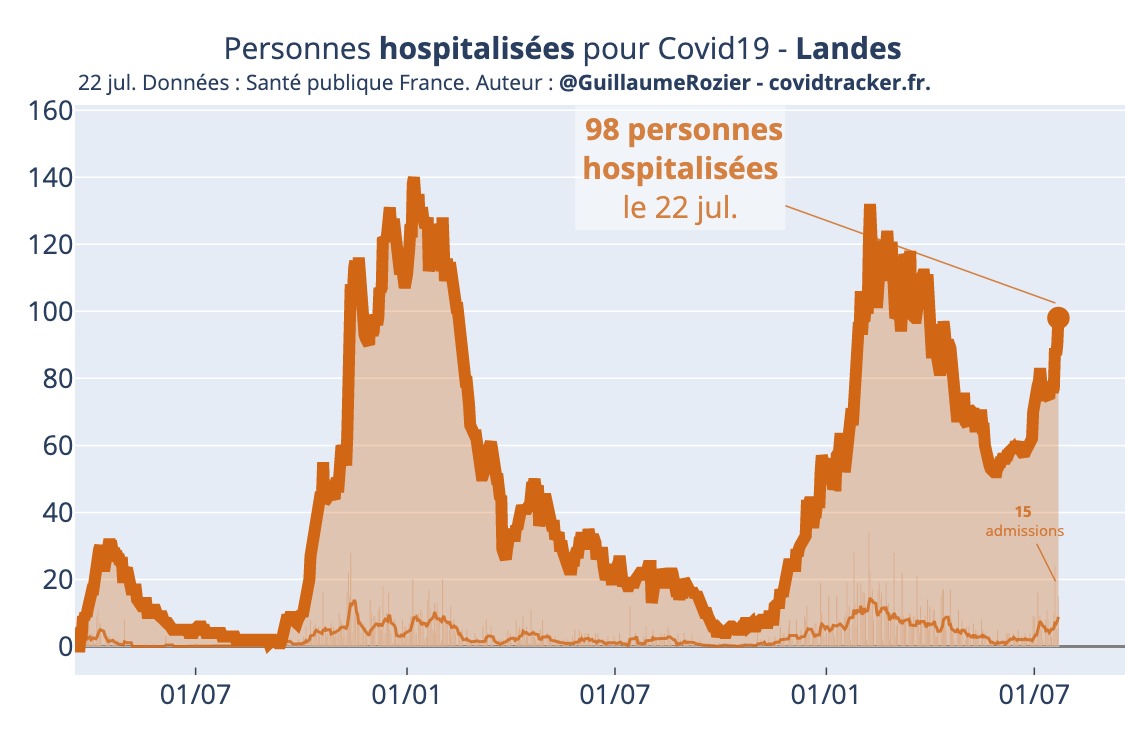 Personnes hospitalisées pour Covid19 - Landes
22 jul. Données : Santé publique France. Auteur : @GuillaumeRozier - covidtracker.fr.
160
98 personnes
hospitalisées
le 22 jul.
140
120
100
80
60
40
15
admissions
20
0
01/07 01/01 01/07 01/01 01/07